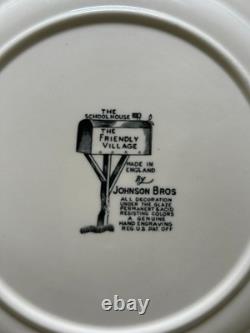 THE
SCHOOLHOUSE
THE
FRIENDLY
VILLAGE
MADE IN
ENGLAND
By
JOHNSON BROS
ALL DECORATION
UNDER THE GLAZE
PERMANENT & ACID
RESISTING COLORS
A GENUINE
HAND ENGRAVING
REG. U.S. PAT OFF
ebay